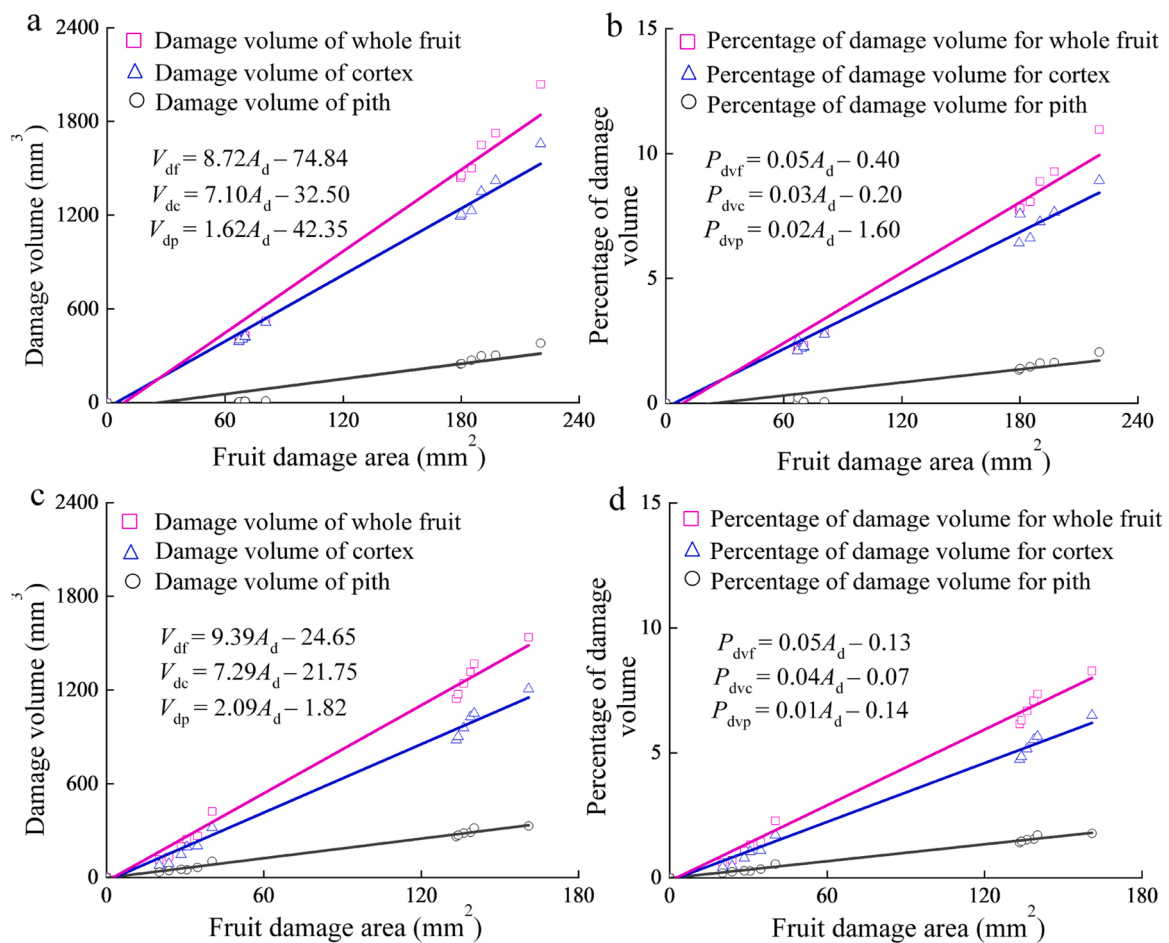 a
2400
1800
1200
600
0
0
60
120
180
240
Damage volume (mm3)
Fruit damage area (mm2)
Damage volume of whole fruit
Damage volume of cortex
Damage volume of pith
Vdf = 8.72Ad – 74.84
Vdc = 7.10Ad – 32.50
Vdp = 1.62Ad – 42.35
b
15
10
5
0
0
60
120
180
240
Percentage of damage
volume
Fruit damage area (mm2)
Percentage of damage volume for whole fruit
Percentage of damage volume for cortex
Percentage of damage volume for pith
Pdvf = 0.05Ad – 0.40
Pdvc = 0.03Ad – 0.20
Pdvp = 0.02Ad – 1.60
c
2400
1800
1200
600
0
0
60
120
180
Damage volume (mm3)
Fruit damage area (mm2)
Damage volume of whole fruit
Damage volume of cortex
Damage volume of pith
Vdf = 9.39Ad – 24.65
Vdc = 7.29Ad – 21.75
Vdp = 2.09Ad – 1.82
d
15
10
5
0
0
60
120
180
Percentage of damage
volume
Fruit damage area (mm2)
Percentage of damage volume for whole fruit
Percentage of damage volume for cortex
Percentage of damage volume for pith
Pdvf = 0.05Ad – 0.13
Pdvc = 0.04Ad – 0.07
Pdvp = 0.01Ad – 0.14